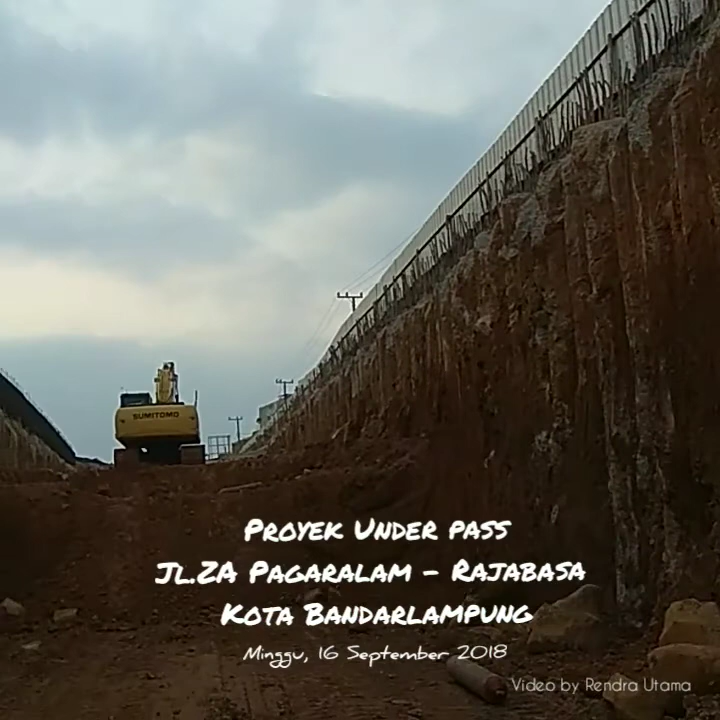 SUMITOMO
Proyek Under pass
Jl.ZA Pagaralam - Rajabasa
Kota Bandarlampung
Minggu, 16 September 2018
Video by Rendra Utama